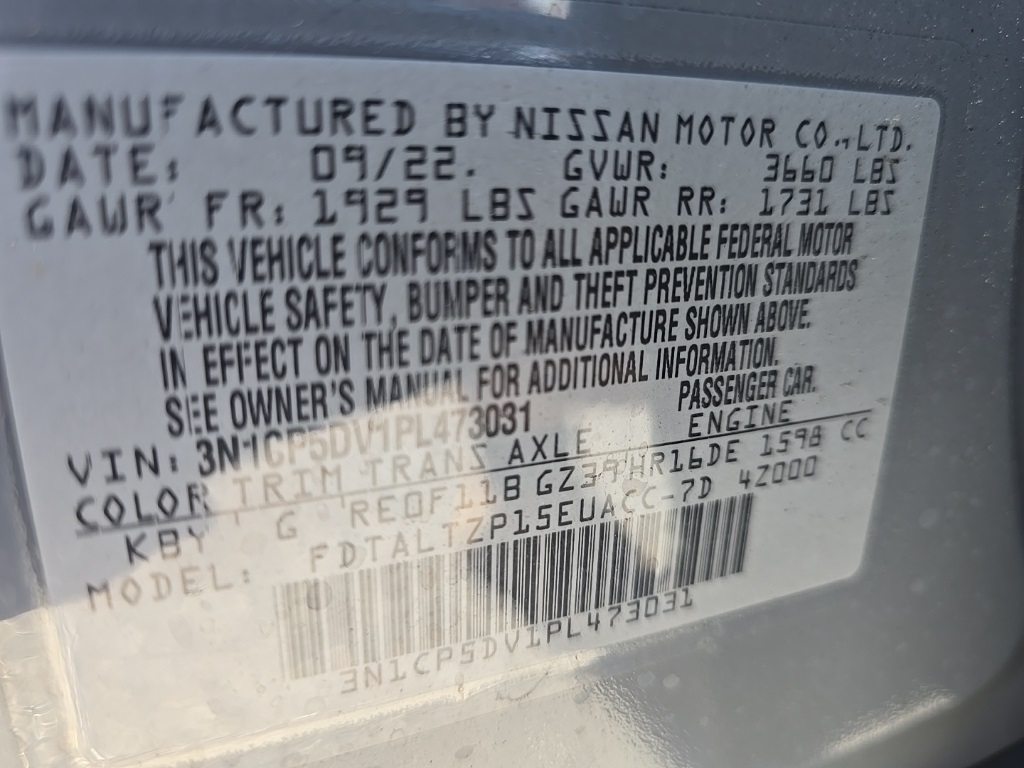 MANUFACTURED BY NISSAN MOTOR CO.,LTD.
DATE: 09/22. GVWR: 3660 LBS
GAWR FR: 1929 LBS GAWR RR: 1731 LBS
THIS VEHICLE CONFORMS TO ALL APPLICABLE FEDERAL MOTOR
VEHICLE SAFETY, BUMPER AND THEFT PREVENTION STANDARDS
IN EFFECT ON THE DATE OF MANUFACTURE SHOWN ABOVE.
SEE OWNER'S MANUAL FOR ADDITIONAL INFORMATION.
VIN: 3N1CP5DV1PL473031 PASSENGER CAR.
COLOR TRIM TRANS AXLE ENGINE
KBY G RE0F11B GZ39 HR16DE 1598 CC
MODEL: FDTALTZP15EUACC-7D 4Z000
3N1CP5DV1PL473031